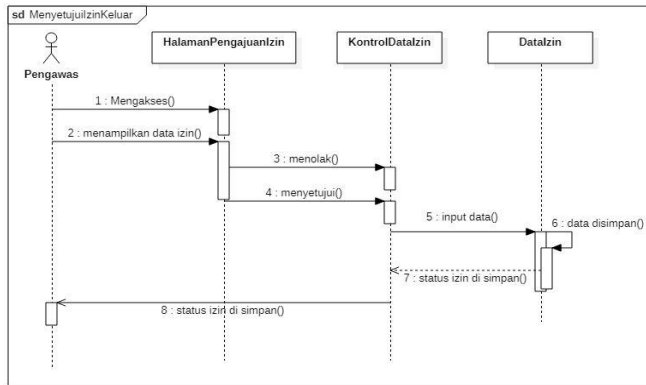 sd MenyetujuiIzinKeluar
HalamanPengajuanIzin
KontrolDataIzin
DataIzin
Pengawas
1 : Mengakses()
2 : menampilkan data izin()
3 : menolak()
4 : menyetujui()
5 : input data()
6 : data disimpan()
7 : status izin di simpan()
8 : status izin di simpan()